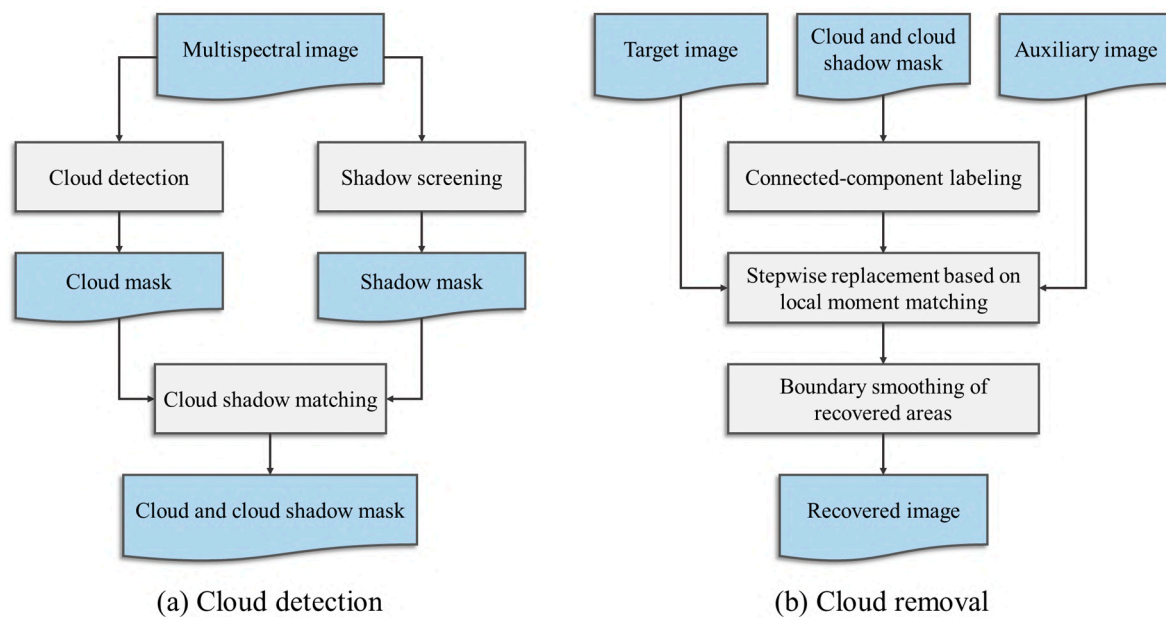 Multispectral image
Cloud detection
Shadow screening
Cloud mask
Shadow mask
Cloud shadow matching
Cloud and cloud shadow mask
(a) Cloud detection
Target image
Cloud and cloud
shadow mask
Auxiliary image
Connected-component labeling
Stepwise replacement based on
local moment matching
Boundary smoothing of
recovered areas
Recovered image
(b) Cloud removal